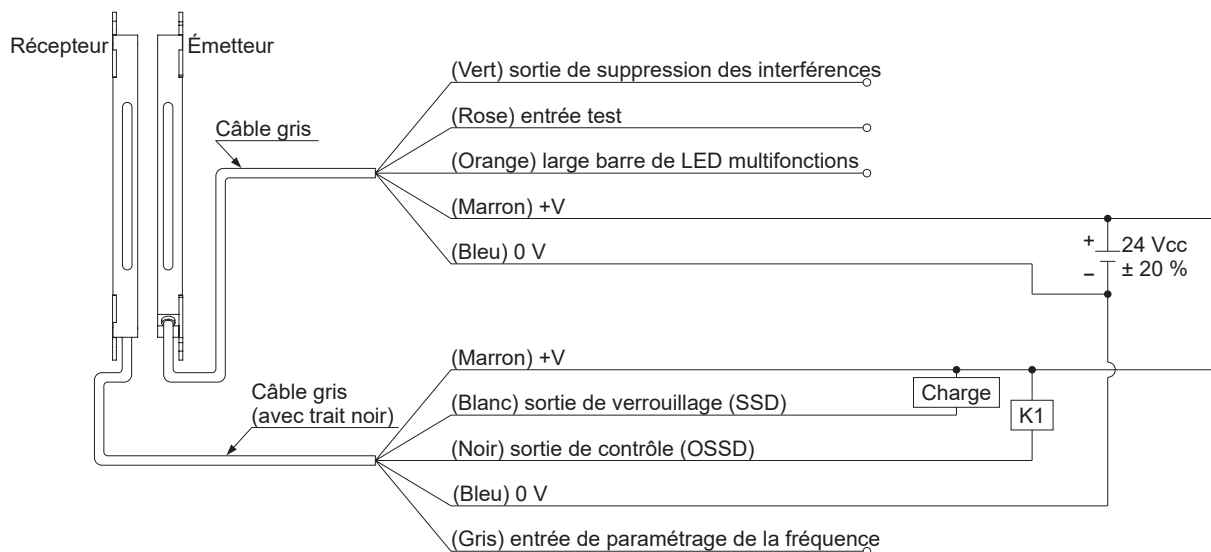 Récepteur
Émetteur
(Vert) sortie de suppression des interférences
(Rose) entrée test
Câble gris
(Orange) large barre de LED multifonctions
(Marron) +V
+
24 Vcc
(Bleu) 0 V
−
± 20 %
(Marron) +V
Câble gris
(avec trait noir)
Charge
(Blanc) sortie de verrouillage (SSD)
K1
(Noir) sortie de contrôle (OSSD)
(Bleu) 0 V
(Gris) entrée de paramétrage de la fréquence